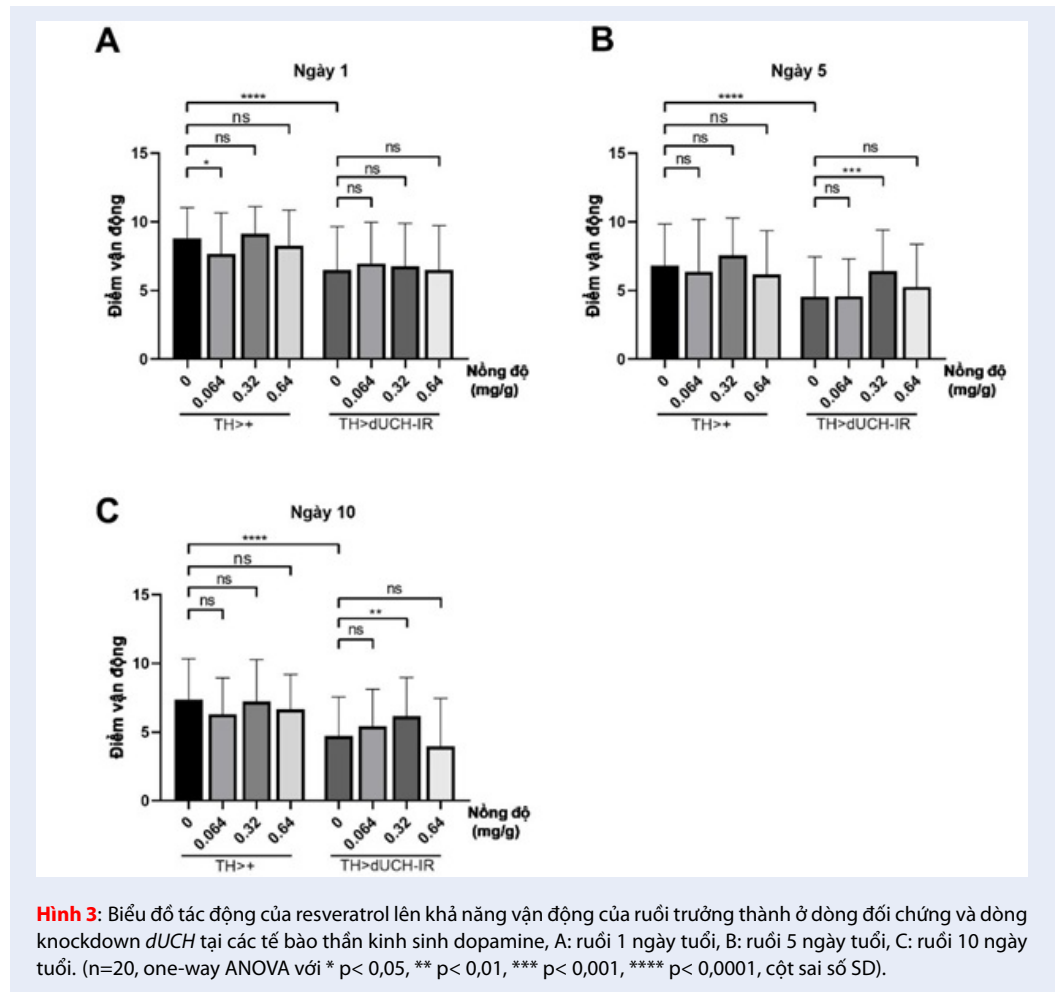 A
Ngày 1
****
ns
ns
*
ns
ns
ns
15
10
5
0
Điểm vận động
0 0.064 0.32 0.64 0 0.064 0.32 0.64
Nồng độ
(mg/g)
TH>+ TH>dUCH-IR
B
Ngày 5
****
ns
ns
ns
ns
***
ns
15
10
5
0
Điểm vận động
0 0.064 0.32 0.64 0 0.064 0.32 0.64
Nồng độ
(mg/g)
TH>+ TH>dUCH-IR
C
Ngày 10
****
ns
ns
ns
ns
**
ns
15
10
5
0
Điểm vận động
0 0.064 0.32 0.64 0 0.064 0.32 0.64
Nồng độ
(mg/g)
TH>+ TH>dUCH-IR
Hình 3: Biểu đồ tác động của resveratrol lên khả năng vận động của ruồi trưởng thành ở dòng đối chứng và dòng
knockdown dUCH tại các tế bào thần kinh sinh dopamine, A: ruồi 1 ngày tuổi, B: ruồi 5 ngày tuổi, C: ruồi 10 ngày
tuổi. (n=20, one-way ANOVA với * p< 0,05, ** p< 0,01, *** p< 0,001, **** p< 0,0001, cột sai số SD).